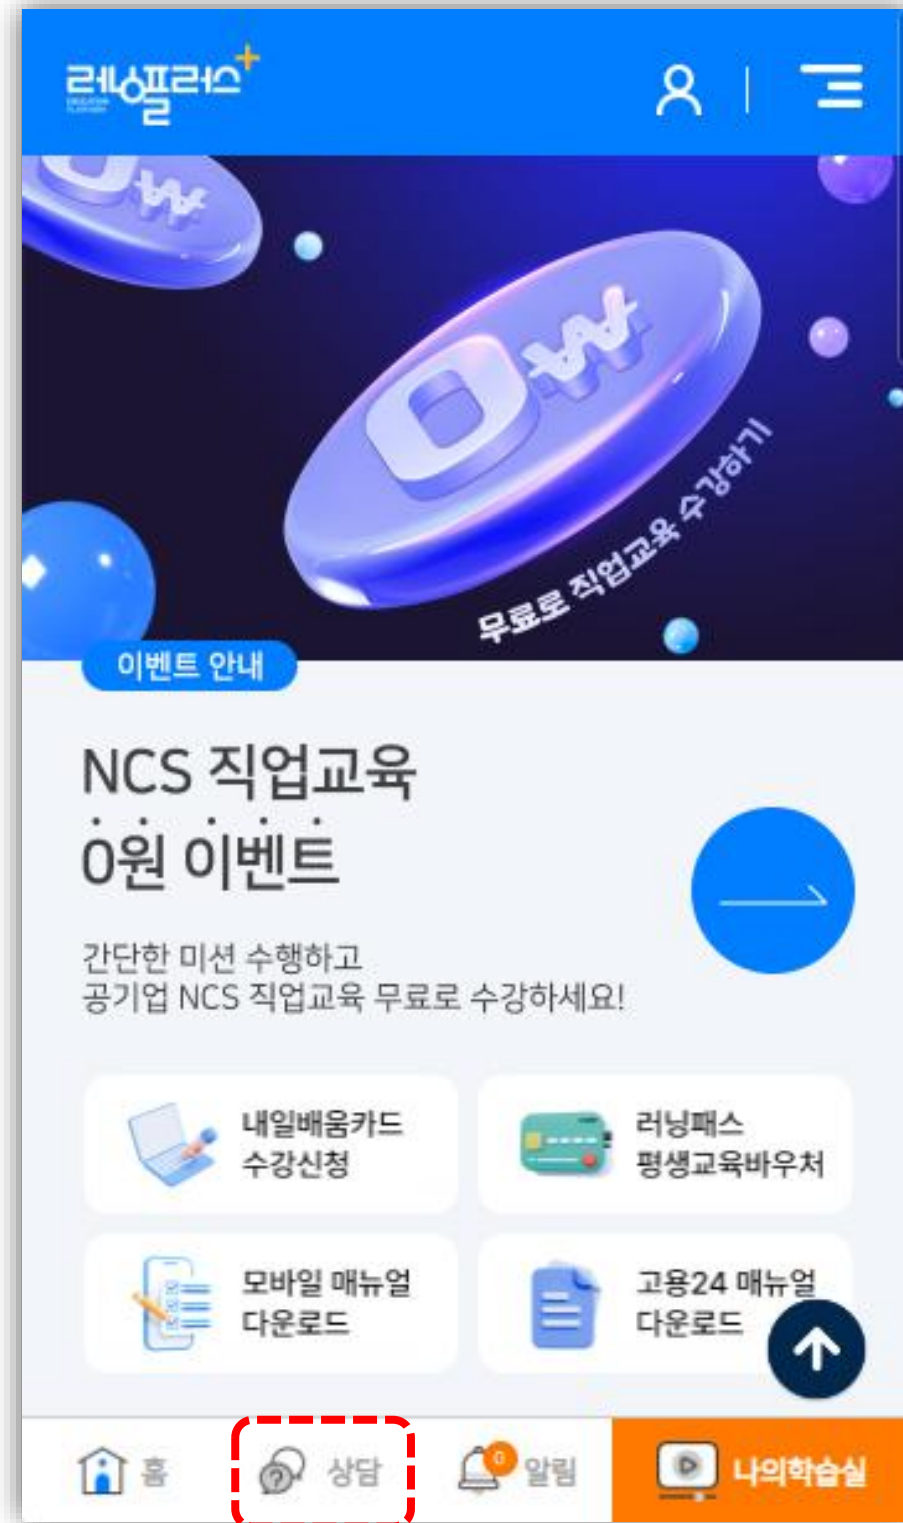 러닝플러스+
0₩
0₩
무료로 직업교육 수강하기
이벤트 안내
NCS 직업교육
0원 이벤트
간단한 미션 수행하고
공기업 NCS 직업교육 무료로 수강하세요!
내일배움카드
수강신청
러닝패스
평생교육바우처
모바일 매뉴얼
다운로드
고용24 매뉴얼
다운로드
홈
상담
0
알림
나의학습실